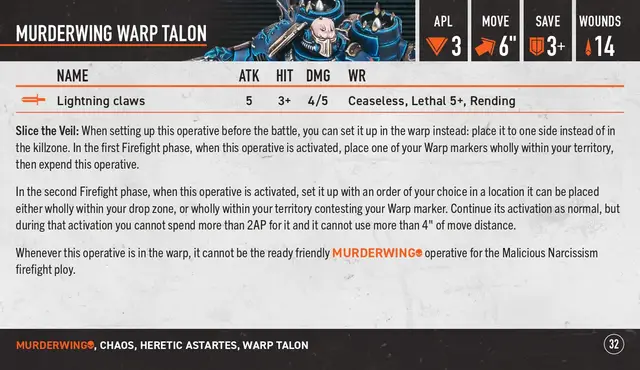 MURDERWING WARP TALON
APL MOVE SAVE WOUNDS
3 6" 3+ 14
NAME ATK HIT DMG WR
Lightning claws 5 3+ 4/5 Ceaseless, Lethal 5+, Rending
Slice the Veil: When setting up this operative before the battle, you can set it up in the warp instead: place it to one side instead of in
the killzone. In the first Firefight phase, when this operative is activated, place one of your Warp markers wholly within your territory,
then expend this operative.
In the second Firefight phase, when this operative is activated, set it up with an order of your choice in a location it can be placed
either wholly within your drop zone, or wholly within your territory contesting your Warp marker. Continue its activation as normal, but
during that activation you cannot spend more than 2AP for it and it cannot use more than 4" of move distance.
Whenever this operative is in the warp, it cannot be the ready friendly MURDERWING operative for the Malicious Narcissism
firefight ploy.
MURDERWING, CHAOS, HERETIC ASTARTES, WARP TALON
32